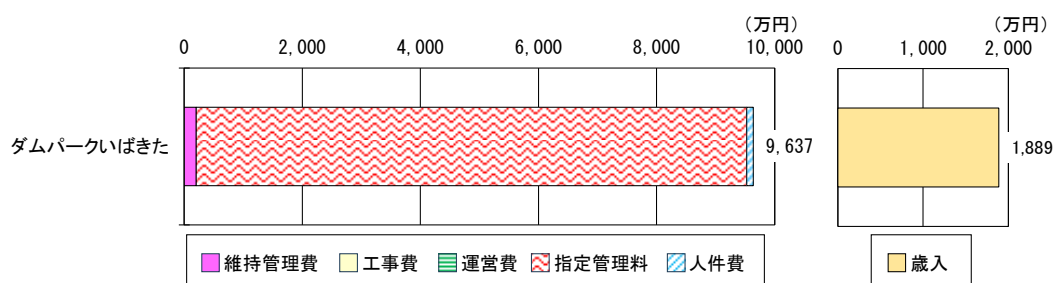 （万円）
0 2,000 4,000 6,000 8,000 10,000
（万円）
0 1,000 2,000
ダムパークいばきた
9,637
1,889
維持管理費 工事費 運営費 指定管理料 人件費
歳入